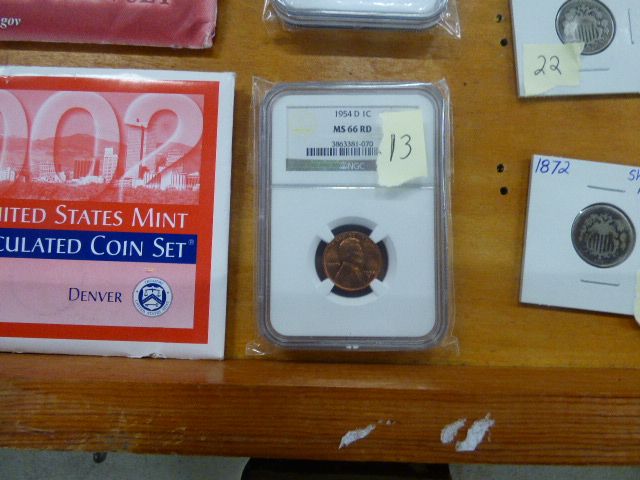 .gov
22
002
NITED STATES MINT
CULATED COIN SET®
DENVER
1954 D 1C
MS 66 RD
3863381-070
NGC
13
1872